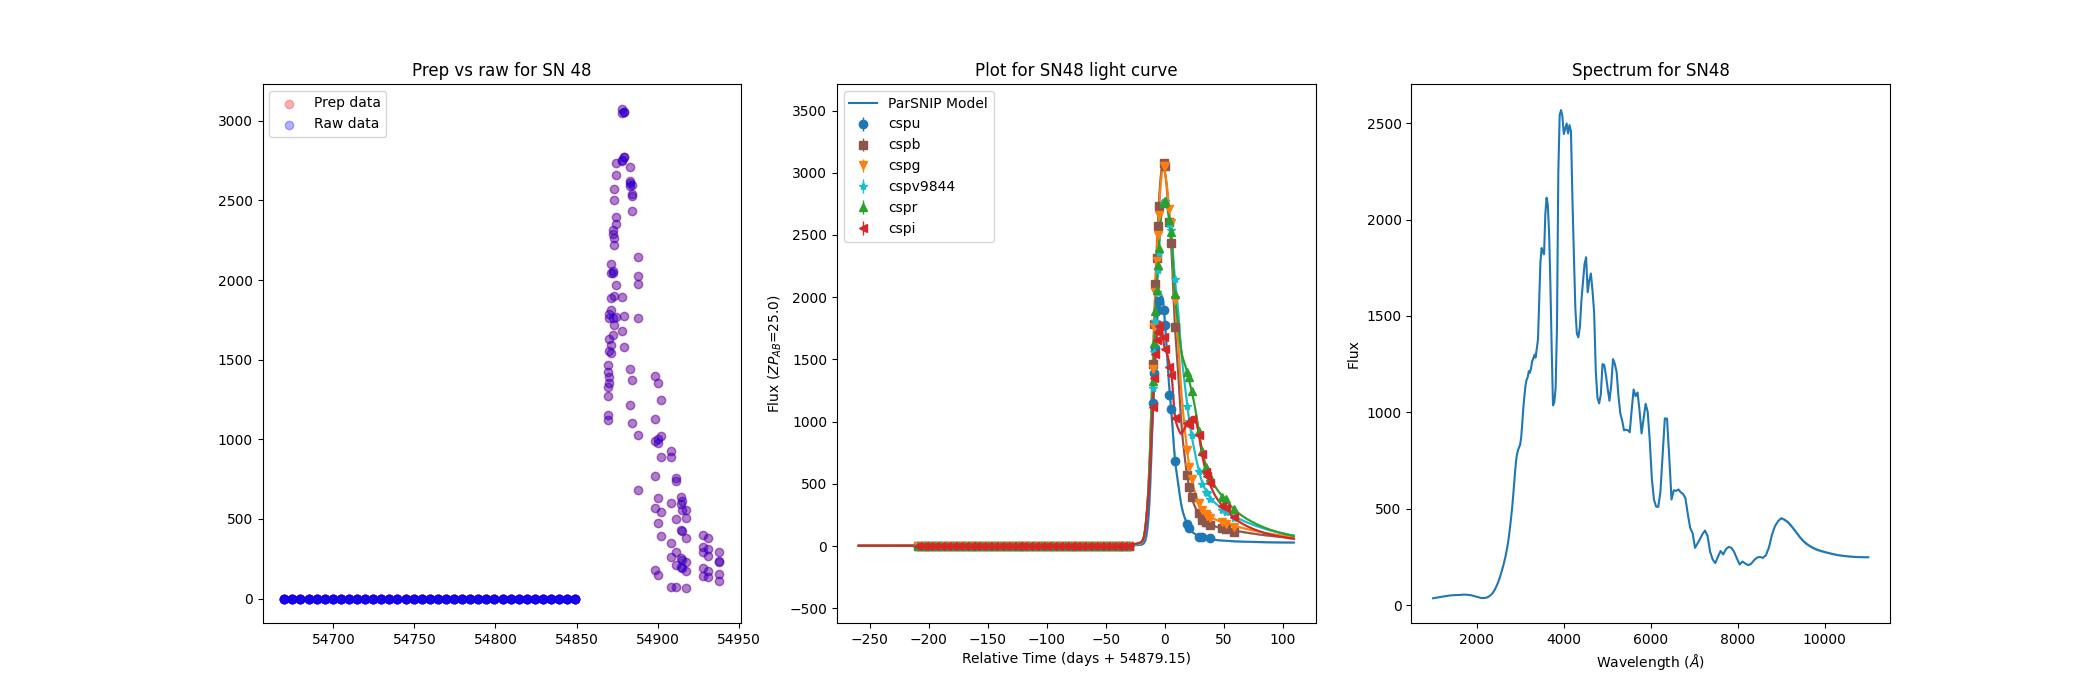 Prep vs raw for SN 48
Prep data
Raw data
3000
2500
2000
1500
1000
500
0
54700
54750
54800
54850
54900
54950
Plot for SN48 light curve
ParSNIP Model
cspu
cspb
cspg
cspv9844
cspr
cspi
Flux (ZP_AB=25.0)
3500
3000
2500
2000
1500
1000
500
0
−500
−250
−200
−150
−100
−50
0
50
100
Relative Time (days + 54879.15)
Spectrum for SN48
Flux
2500
2000
1500
1000
500
0
2000
4000
6000
8000
10000
Wavelength (Å)